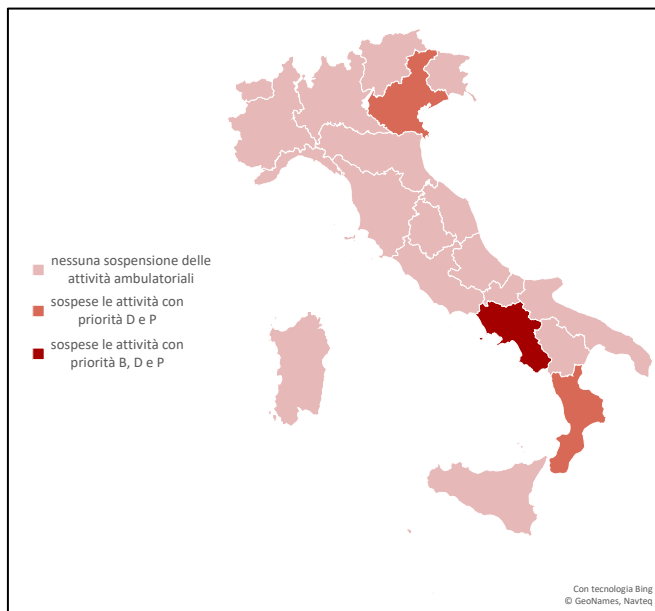 nessuna sospensione delle
attività ambulatoriali
sospese le attività con
priorità D e P
sospese le attività con
priorità B, D e P
Con tecnologia Bing
© GeoNames, Navteq